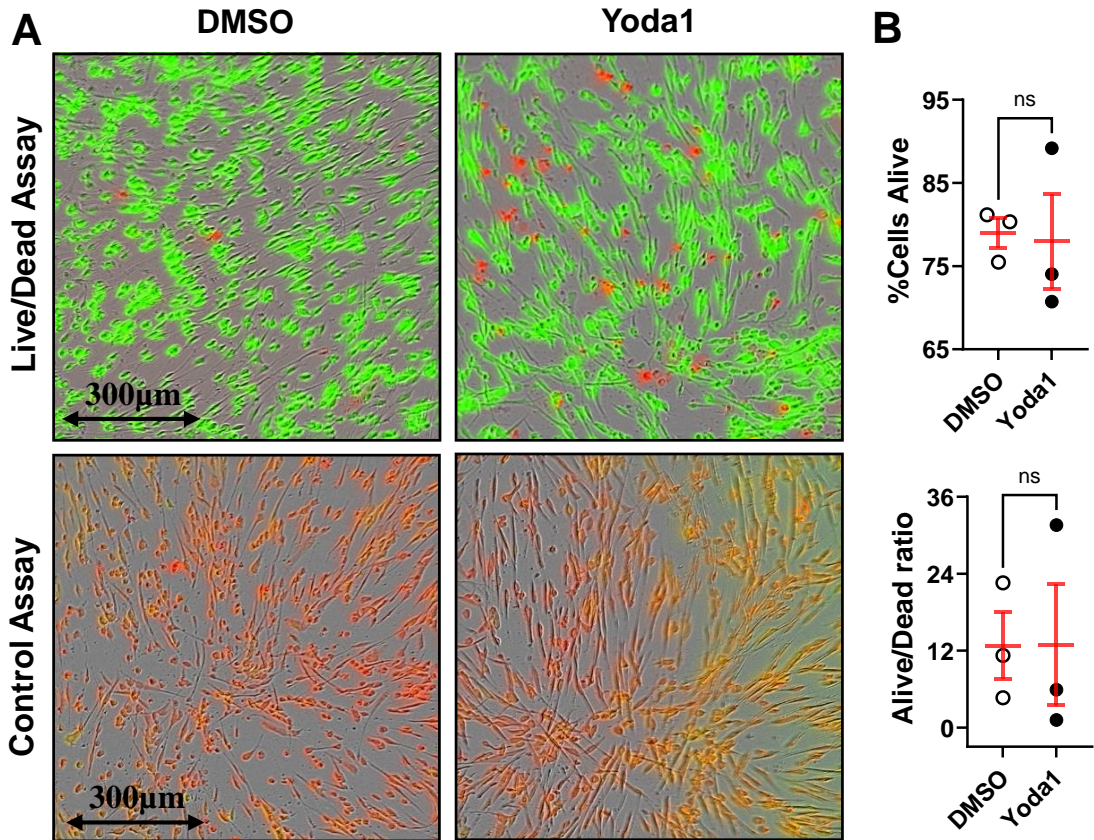 A
DMSO
Yoda1
Live/Dead Assay
300µm
Control Assay
300µm
B
%Cells Alive
95
85
75
65
ns
DMSO
Yoda1
Alive/Dead ratio
36
24
12
0
ns
DMSO
Yoda1